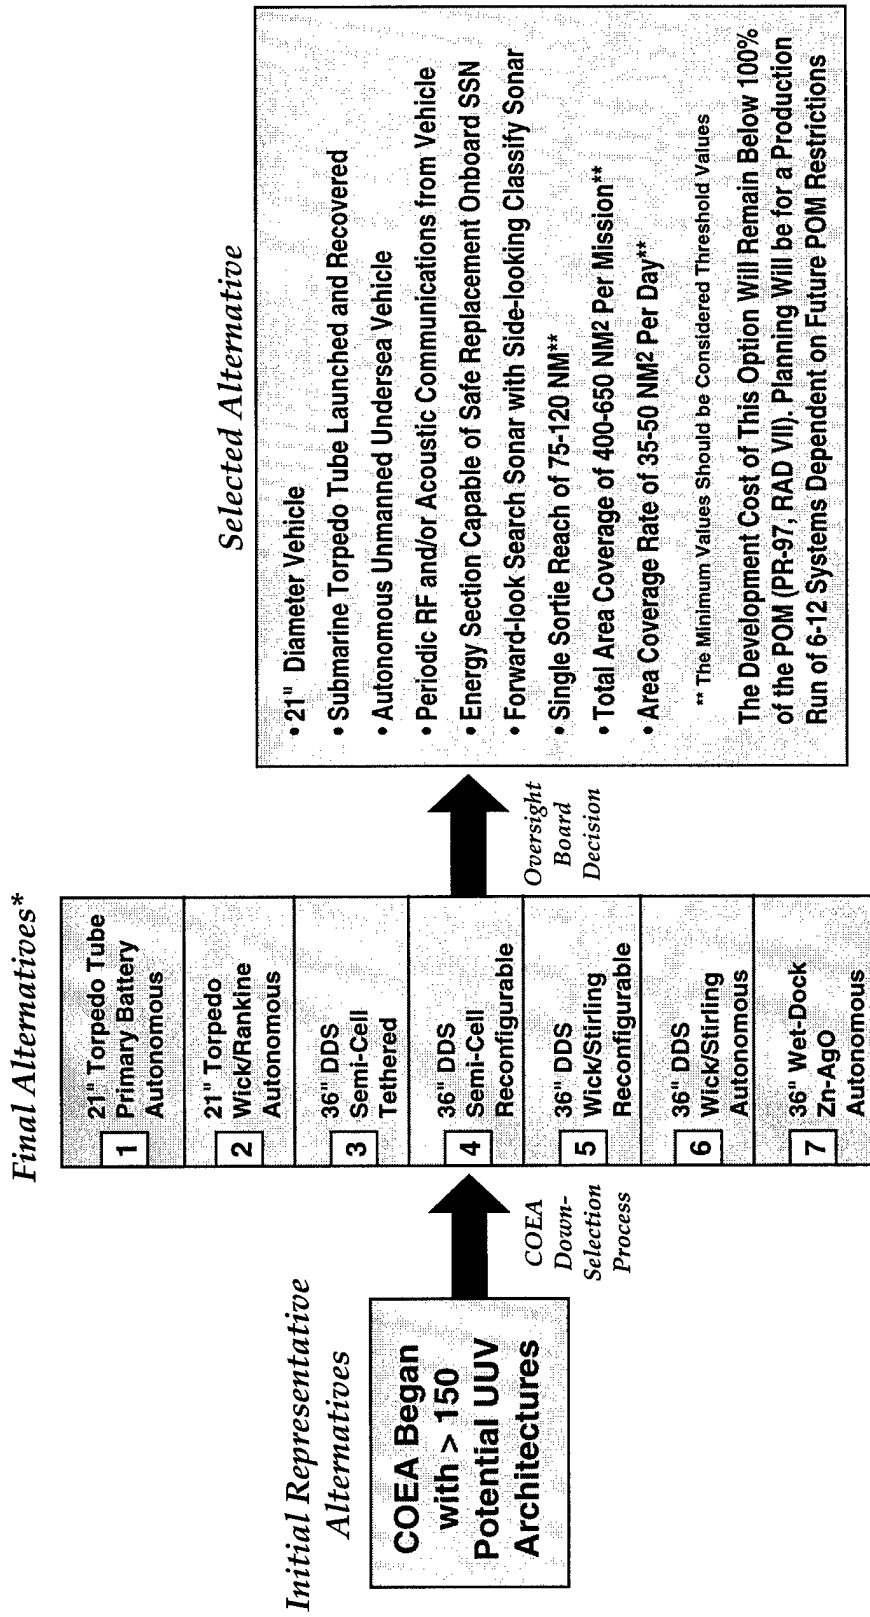 Initial Representative
Alternatives
COEA Began
with > 150
Potential UUV
Architectures
COEA
Down-
Selection
Process
Final Alternatives*
1 21" Torpedo Tube
Primary Battery
Autonomous
2 21" Torpedo
Wick/Rankine
Autonomous
3 36" DDS
Semi-Cell
Tethered
4 36" DDS
Semi-Cell
Reconfigurable
5 36" DDS
Wick/Stirling
Reconfigurable
6 36" DDS
Wick/Stirling
Autonomous
7 36" Wet-Dock
Zn-AgO
Autonomous
Oversight
Board
Decision
Selected Alternative
• 21" Diameter Vehicle
• Submarine Torpedo Tube Launched and Recovered
• Autonomous Unmanned Undersea Vehicle
• Periodic RF and/or Acoustic Communications from Vehicle
• Energy Section Capable of Safe Replacement Onboard SSN
• Forward-look Search Sonar with Side-looking Classify Sonar
• Single Sortie Reach of 75-120 NM**
• Total Area Coverage of 400-650 NM² Per Mission**
• Area Coverage Rate of 35-50 NM² Per Day**
** The Minimum Values Should be Considered Threshold Values
The Development Cost of This Option Will Remain Below 100%
of the POM (PR-97, RAD VII). Planning Will be for a Production
Run of 6-12 Systems Dependent on Future POM Restrictions